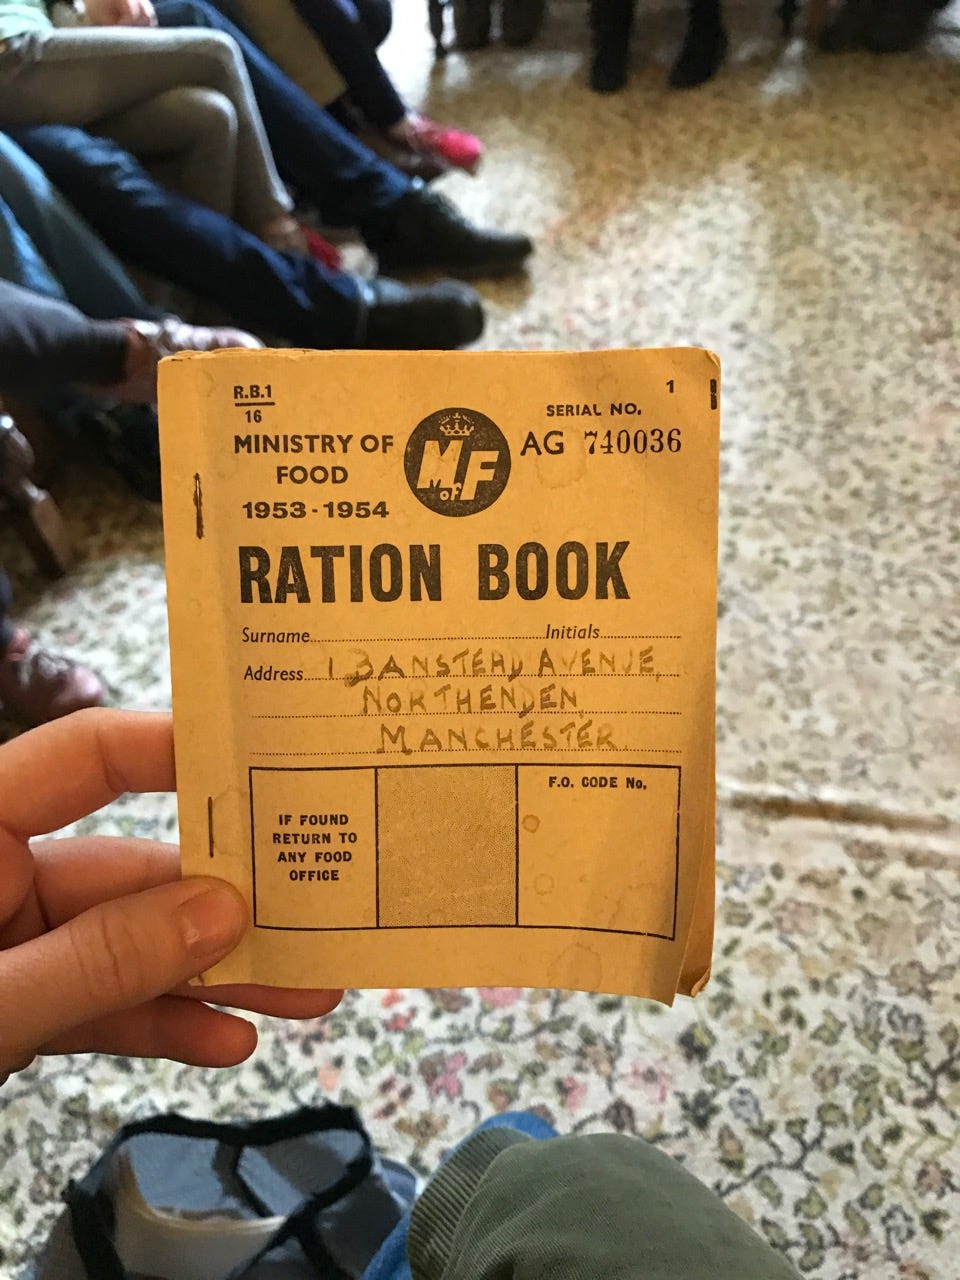 R.B.1
16
1
MINISTRY OF
FOOD
1953-1954
M
OF
F
SERIAL NO.
AG 740036
RATION BOOK
Surname Initials
Address 1 BANSTEAD AVENUE,
NORTHENDEN
MANCHESTER.
IF FOUND
RETURN TO
ANY FOOD
OFFICE
F.O. CODE No.